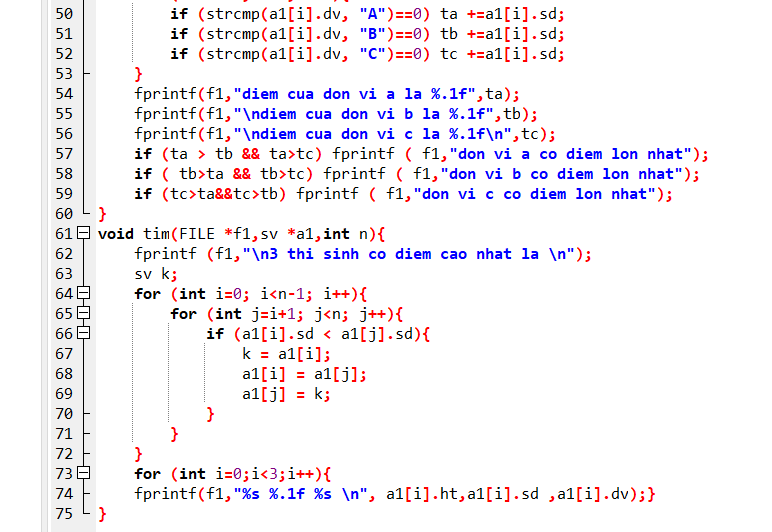 50 if (strcmp(a1[i].dv, "A")==0) ta +=a1[i].sd;
51 if (strcmp(a1[i].dv, "B")==0) tb +=a1[i].sd;
52 if (strcmp(a1[i].dv, "C")==0) tc +=a1[i].sd;
53 }
54 fprintf(f1,"diem cua don vi a la %.1f",ta);
55 fprintf(f1,"\ndiem cua don vi b la %.1f",tb);
56 fprintf(f1,"\ndiem cua don vi c la %.1f\n",tc);
57 if (ta > tb && ta>tc) fprintf ( f1,"don vi a co diem lon nhat");
58 if ( tb>ta && tb>tc) fprintf ( f1,"don vi b co diem lon nhat");
59 if (tc>ta&&tc>tb) fprintf ( f1,"don vi c co diem lon nhat");
60 }
61 void tim(FILE *f1,sv *a1,int n){
62 fprintf (f1,"\n3 thi sinh co diem cao nhat la \n");
63 sv k;
64 for (int i=0; i<n-1; i++){
65 for (int j=i+1; j<n; j++){
66 if (a1[i].sd < a1[j].sd){
67 k = a1[i];
68 a1[i] = a1[j];
69 a1[j] = k;
70 }
71 }
72 }
73 for (int i=0;i<3;i++){
74 fprintf(f1,"%s %.1f %s \n", a1[i].ht,a1[i].sd ,a1[i].dv);}
75 }